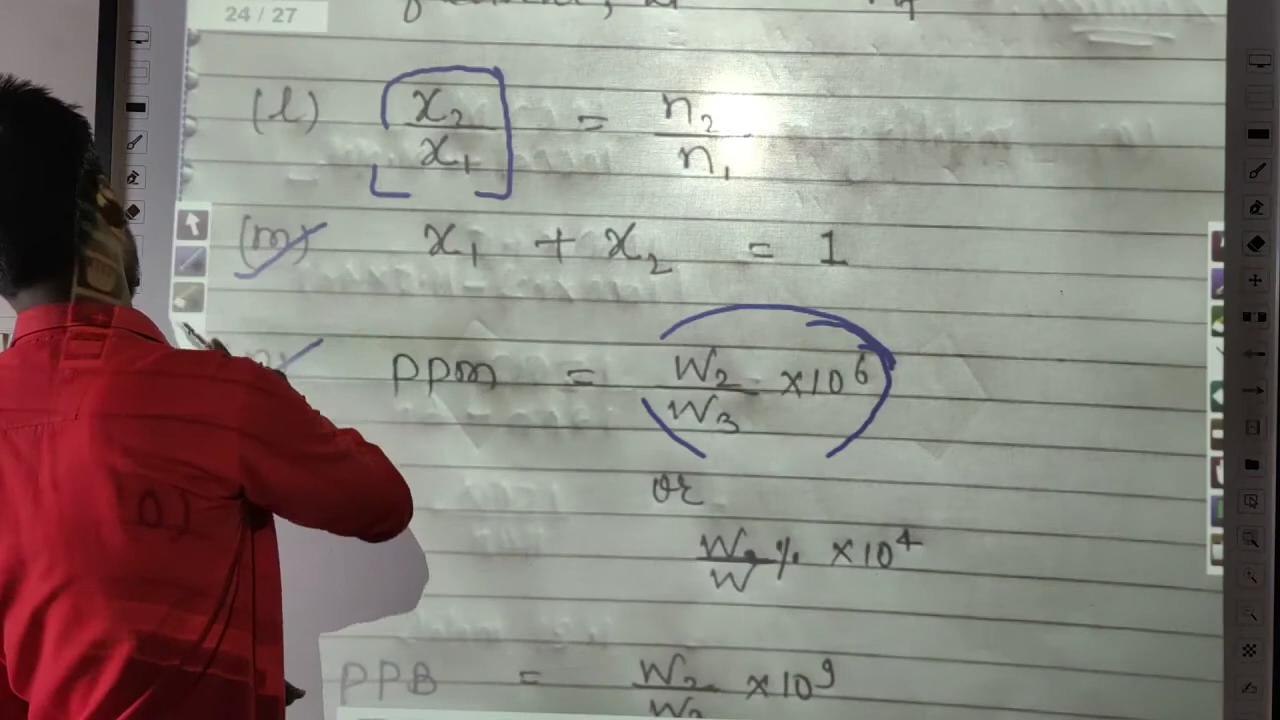 24 / 27
(l) x₂/x₁ = n₂/n₁
(m) x₁ + x₂ = 1
PPm = W₂/W₃ ×10⁶
or
W/W % ×10⁴
(o)
PPB = W₂/W₃ ×10⁹